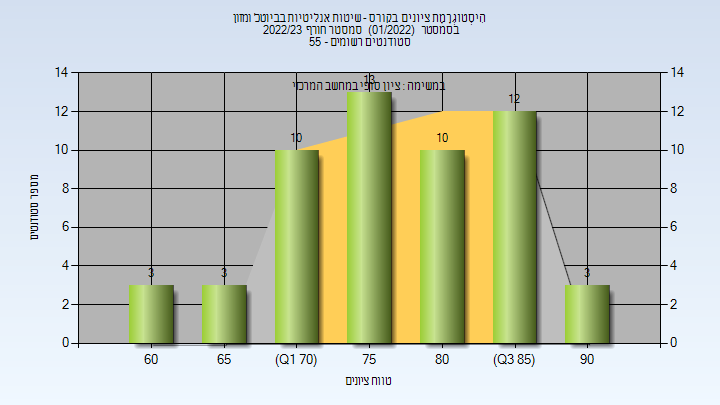 היסטוגרמת ציונים בקורס - שיטות אנליטיות בביוטכ' ומזון
בסמסטר (01/2022) סמסטר חורף 2022/23
סטודנטים רשומים - 55
במשימה : ציון סופי במחשב המרכזי
מספר סטודנטים
14 14
12 12
10 10
8 8
6 6
4 4
2 2
0 0
3 3 10 13 10 12 3
60 65 (Q1 70) 75 80 (Q3 85) 90
טווח ציונים